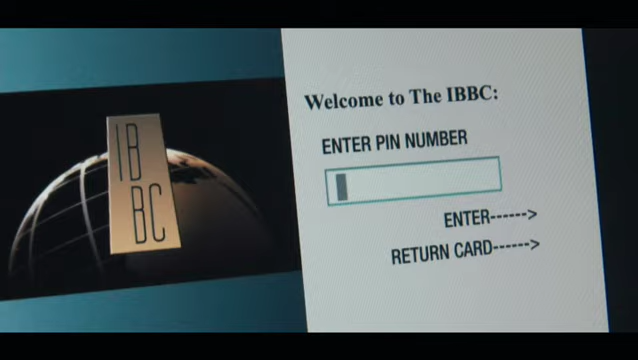 IB
BC
Welcome to The IBBC:
ENTER PIN NUMBER
ENTER------>
RETURN CARD----->